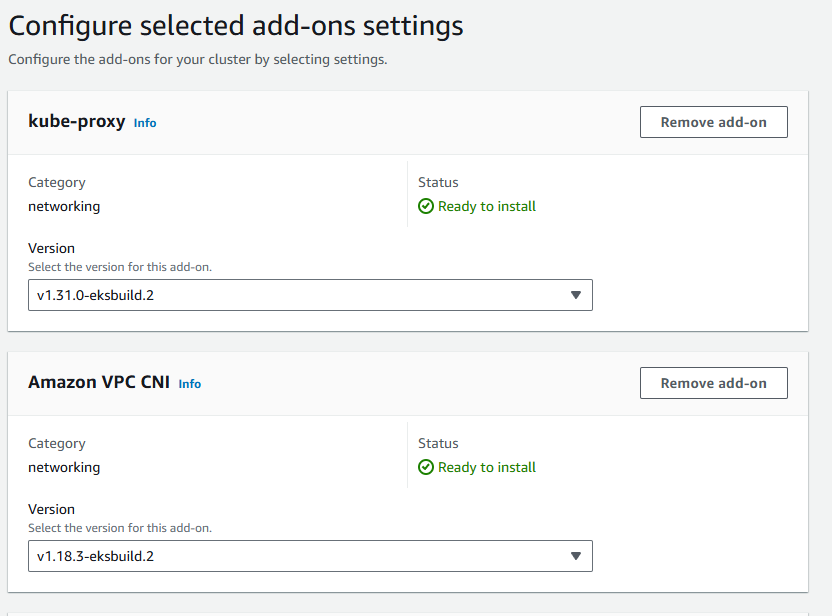 Configure selected add-ons settings
Configure the add-ons for your cluster by selecting settings.
kube-proxy Info
Remove add-on
Category
networking
Status
Ready to install
Version
Select the version for this add-on.
v1.31.0-eksbuild.2
Amazon VPC CNI Info
Remove add-on
Category
networking
Status
Ready to install
Version
Select the version for this add-on.
v1.18.3-eksbuild.2